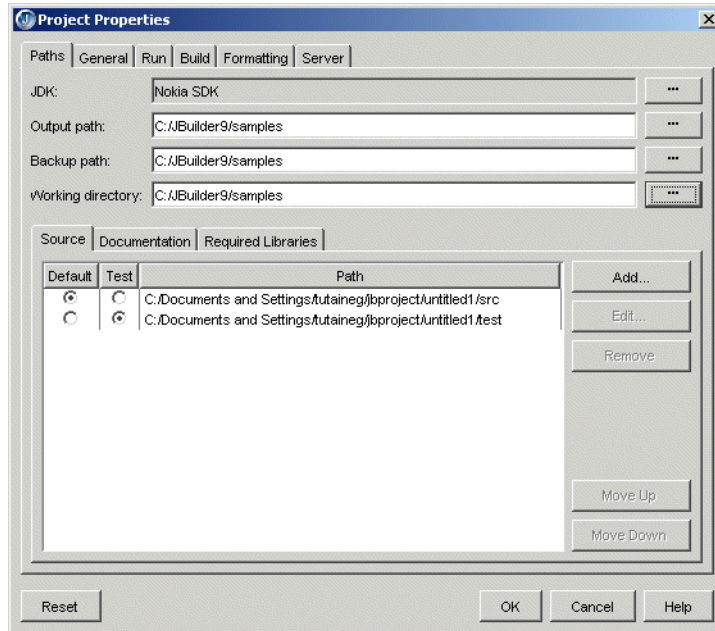 Project Properties
Paths General Run Build Formatting Server
JDK: Nokia SDK ...
Output path: C:/JBuilder9/samples ...
Backup path: C:/JBuilder9/samples ...
Working directory: C:/JBuilder9/samples ...
Source Documentation Required Libraries
Default Test Path Add...
C:/Documents and Settings/tutaineg/jbproject/untitled1/src
C:/Documents and Settings/tutaineg/jbproject/untitled1/test
Edit...
Remove
Move Up
Move Down
Reset OK Cancel Help